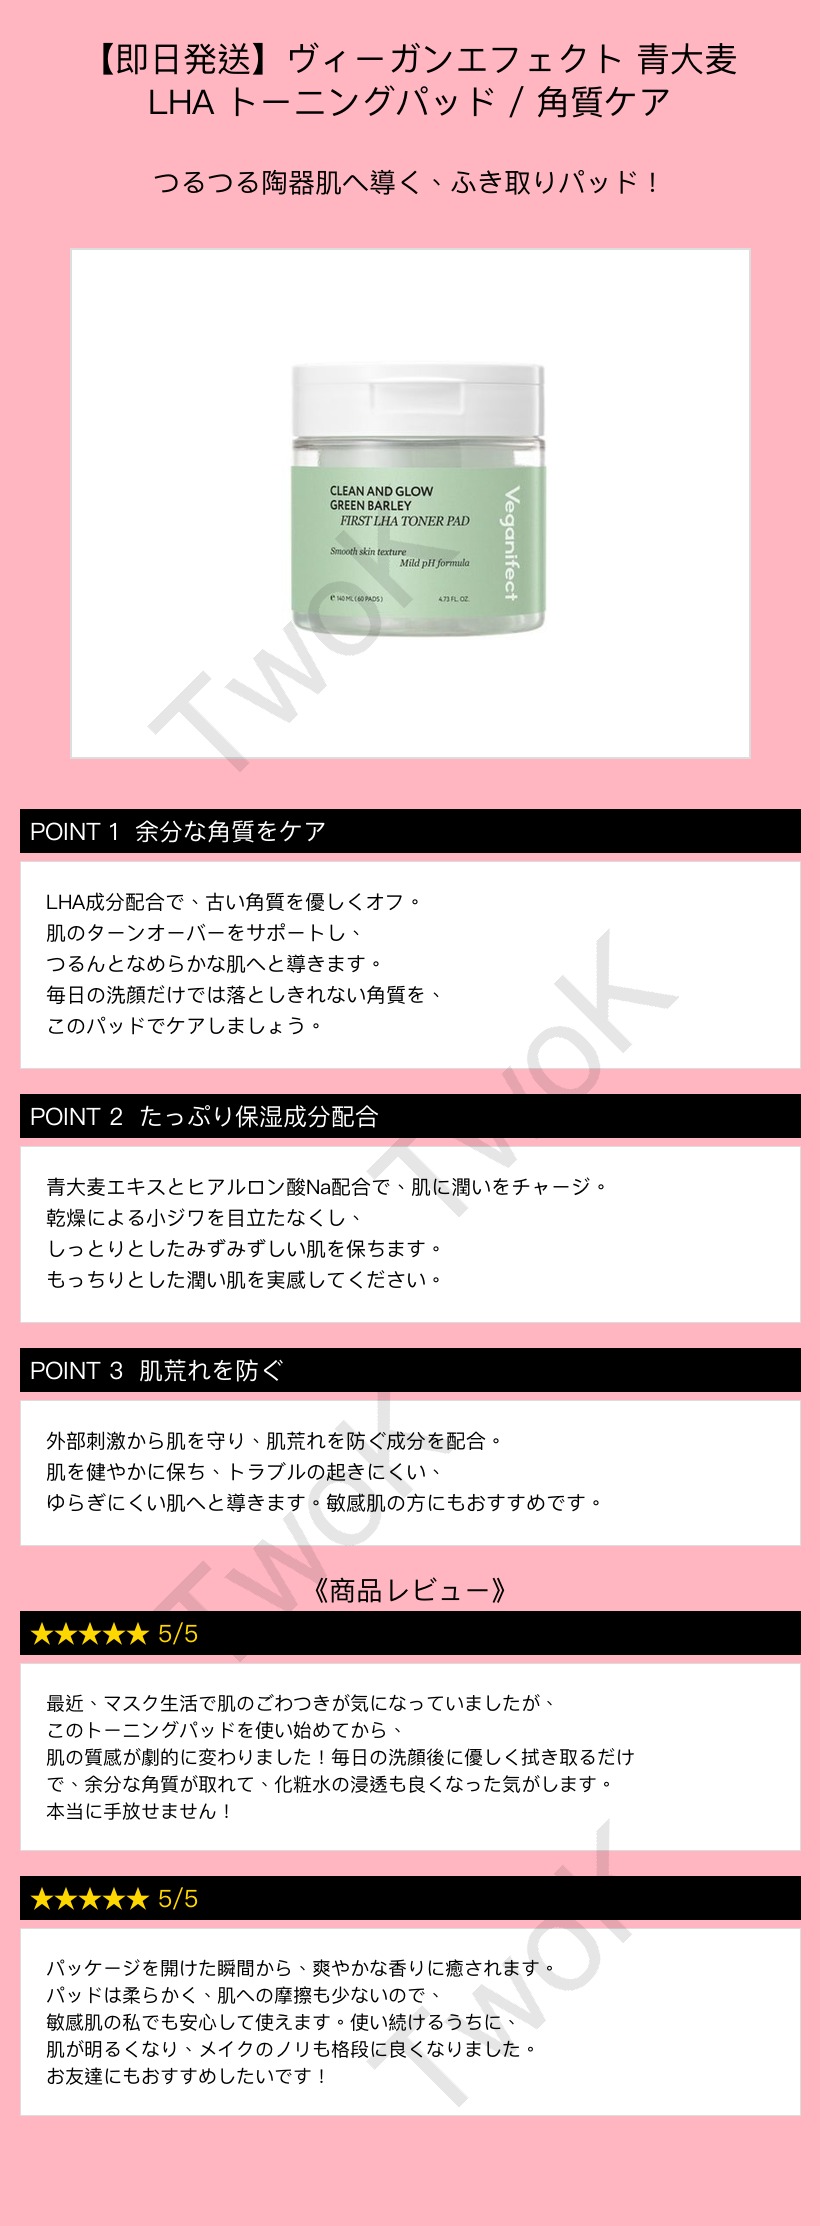 【即日発送】ヴィーガンエフェクト 青大麦
LHA トーニングパッド / 角質ケア
つるつる陶器肌へ導く、ふき取りパッド！
CLEAN AND GLOW
GREEN BARLEY
FIRST LHA TONER PAD
Smooth skin texture
Mild pH formula
℮ 140 ML ( 60 PADS )
4.73 FL. OZ.
Veganifect
TwoK
POINT 1 余分な角質をケア
LHA成分配合で、古い角質を優しくオフ。
肌のターンオーバーをサポートし、
つるんとなめらかな肌へと導きます。
毎日の洗顔だけでは落としきれない角質を、
このパッドでケアしましょう。
TwoK
POINT 2 たっぷり保湿成分配合
青大麦エキスとヒアルロン酸Na配合で、肌に潤いをチャージ。
乾燥による小ジワを目立たなくし、
しっとりとしたみずみずしい肌を保ちます。
もっちりとした潤い肌を実感してください。
POINT 3 肌荒れを防ぐ
外部刺激から肌を守り、肌荒れを防ぐ成分を配合。
肌を健やかに保ち、トラブルの起きにくい、
ゆらぎにくい肌へと導きます。敏感肌の方にもおすすめです。
TwoK
《商品レビュー》
★★★★★ 5/5
最近、マスク生活で肌のごわつきが気になっていましたが、
このトーニングパッドを使い始めてから、
肌の質感が劇的に変わりました！毎日の洗顔後に優しく拭き取るだけ
で、余分な角質が取れて、化粧水の浸透も良くなった気がします。
本当に手放せません！
★★★★★ 5/5
パッケージを開けた瞬間から、爽やかな香りに癒されます。
パッドは柔らかく、肌への摩擦も少ないので、
敏感肌の私でも安心して使えます。使い続けるうちに、
肌が明るくなり、メイクのノリも格段に良くなりました。
お友達にもおすすめしたいです！
TwoK